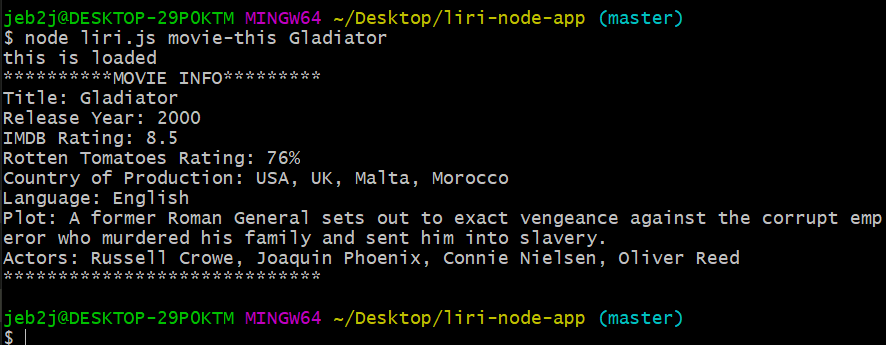 jeb2j@DESKTOP-29P0KTM MINGW64 ~/Desktop/liri-node-app (master)
$ node liri.js movie-this Gladiator
this is loaded
**********MOVIE INFO*********
Title: Gladiator
Release Year: 2000
IMDB Rating: 8.5
Rotten Tomatoes Rating: 76%
Country of Production: USA, UK, Malta, Morocco
Language: English
Plot: A former Roman General sets out to exact vengeance against the corrupt emp
eror who murdered his family and sent him into slavery.
Actors: Russell Crowe, Joaquin Phoenix, Connie Nielsen, Oliver Reed
*****************************
jeb2j@DESKTOP-29P0KTM MINGW64 ~/Desktop/liri-node-app (master)
$